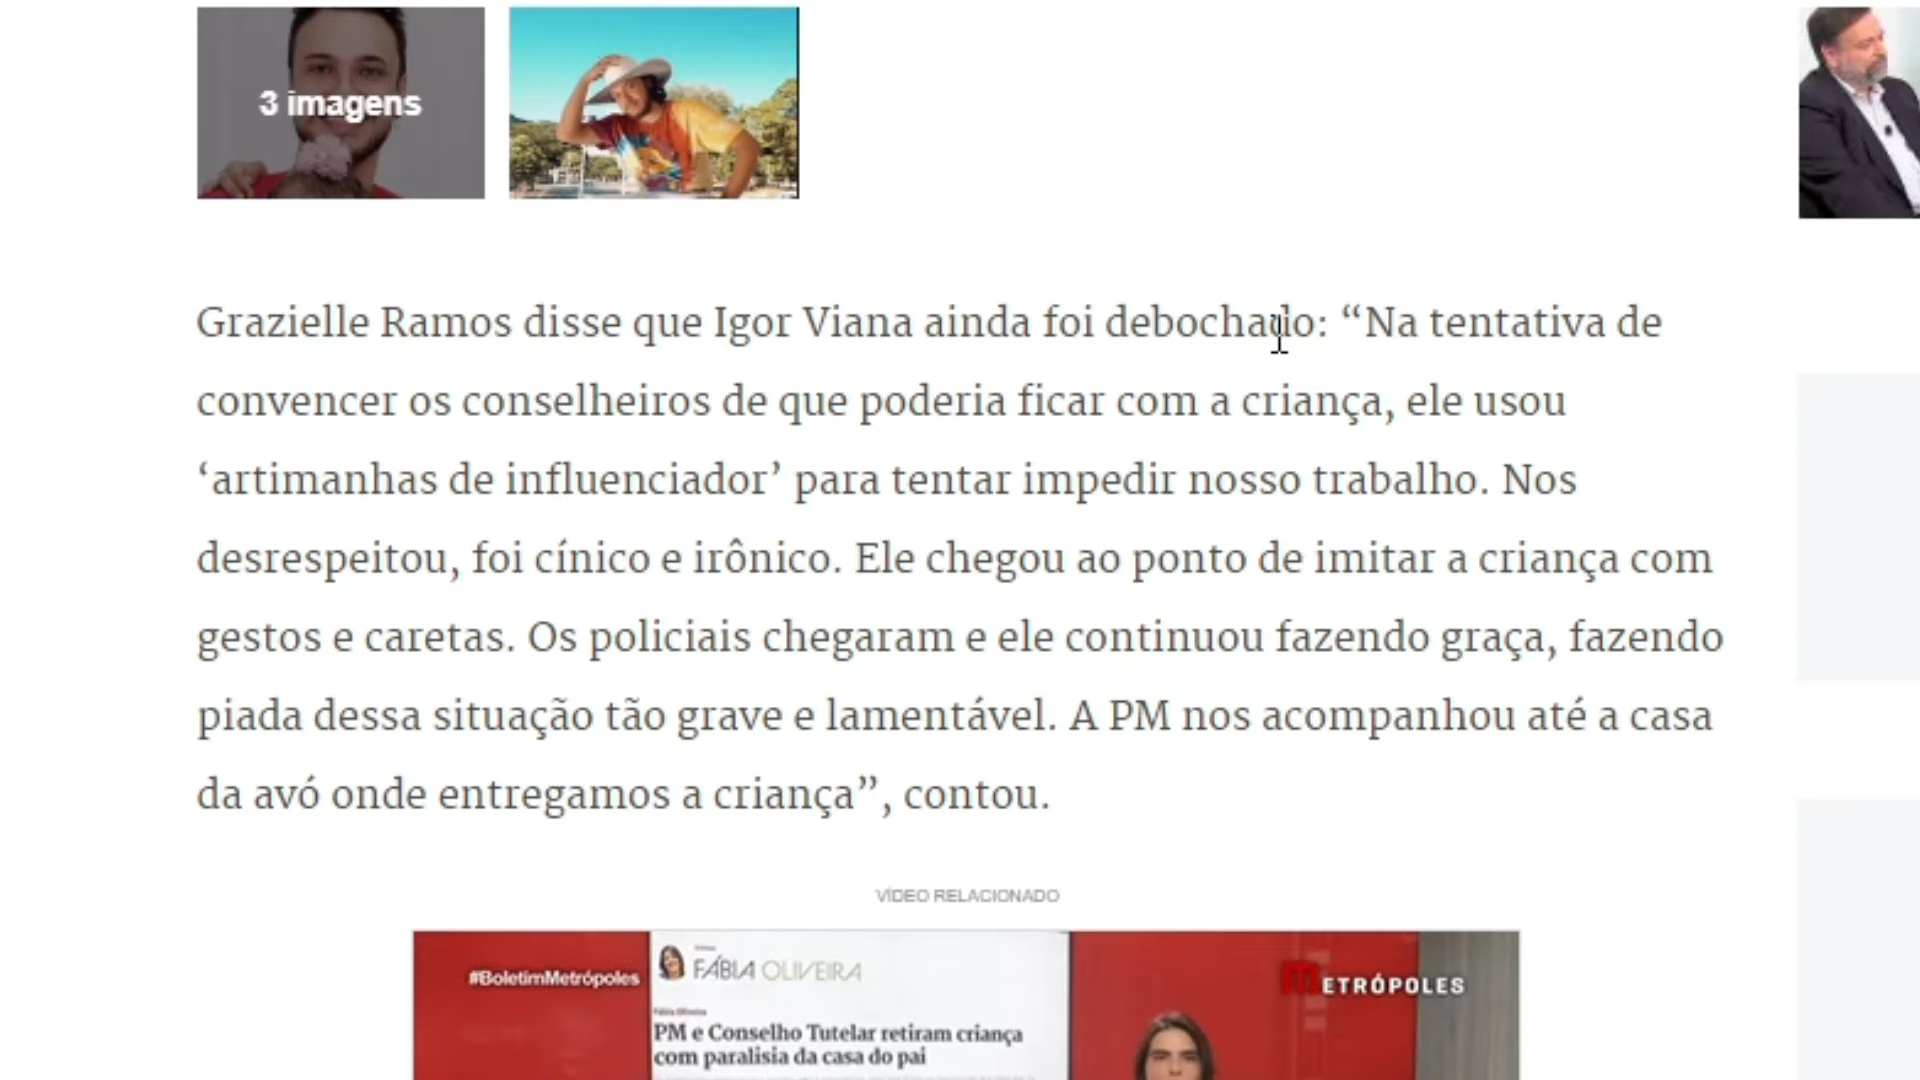 3 imagens
Grazielle Ramos disse que Igor Viana ainda foi debochado: “Na tentativa de
convencer os conselheiros de que poderia ficar com a criança, ele usou
‘artimanhas de influenciador’ para tentar impedir nosso trabalho. Nos
desrespeitou, foi cínico e irônico. Ele chegou ao ponto de imitar a criança com
gestos e caretas. Os policiais chegaram e ele continuou fazendo graça, fazendo
piada dessa situação tão grave e lamentável. A PM nos acompanhou até a casa
da avó onde entregamos a criança”, contou.
VÍDEO RELACIONADO
#BoletimMetrópoles
FÁBIA OLIVEIRA
METRÓPOLES
Fábia Oliveira
PM e Conselho Tutelar retiram criança
com paralisia da casa do pai